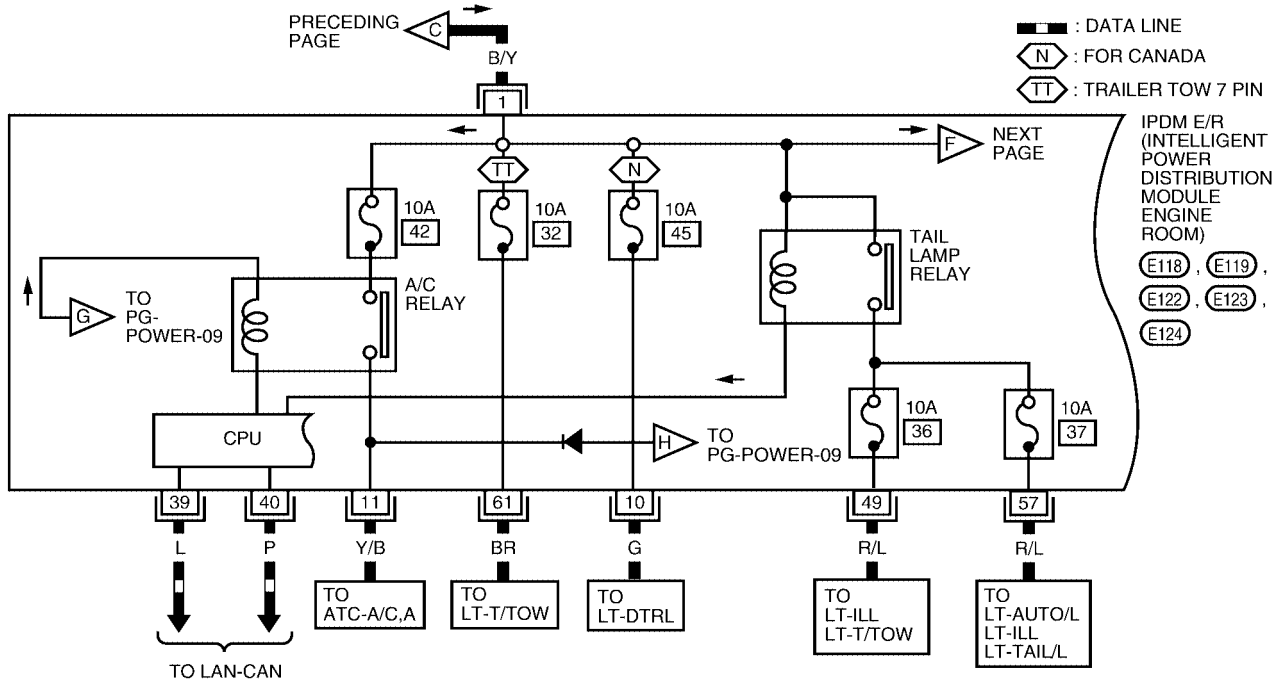 PRECEDING
PAGE
C
B/Y
1
: DATA LINE
N : FOR CANADA
TT : TRAILER TOW 7 PIN
IPDM E/R
(INTELLIGENT
POWER
DISTRIBUTION
MODULE
ENGINE
ROOM)
E118 , E119 ,
E122 , E123 ,
E124
F
NEXT
PAGE
TT
N
10A
42
10A
32
10A
45
TAIL
LAMP
RELAY
A/C
RELAY
G
TO
PG-
POWER-09
CPU
H
TO
PG-POWER-09
10A
36
10A
37
39
40
11
61
10
49
57
L
P
Y/B
BR
G
R/L
R/L
TO
ATC-A/C,A
TO
LT-T/TOW
TO
LT-DTRL
TO
LT-ILL
LT-T/TOW
TO
LT-AUTO/L
LT-ILL
LT-TAIL/L
TO LAN-CAN